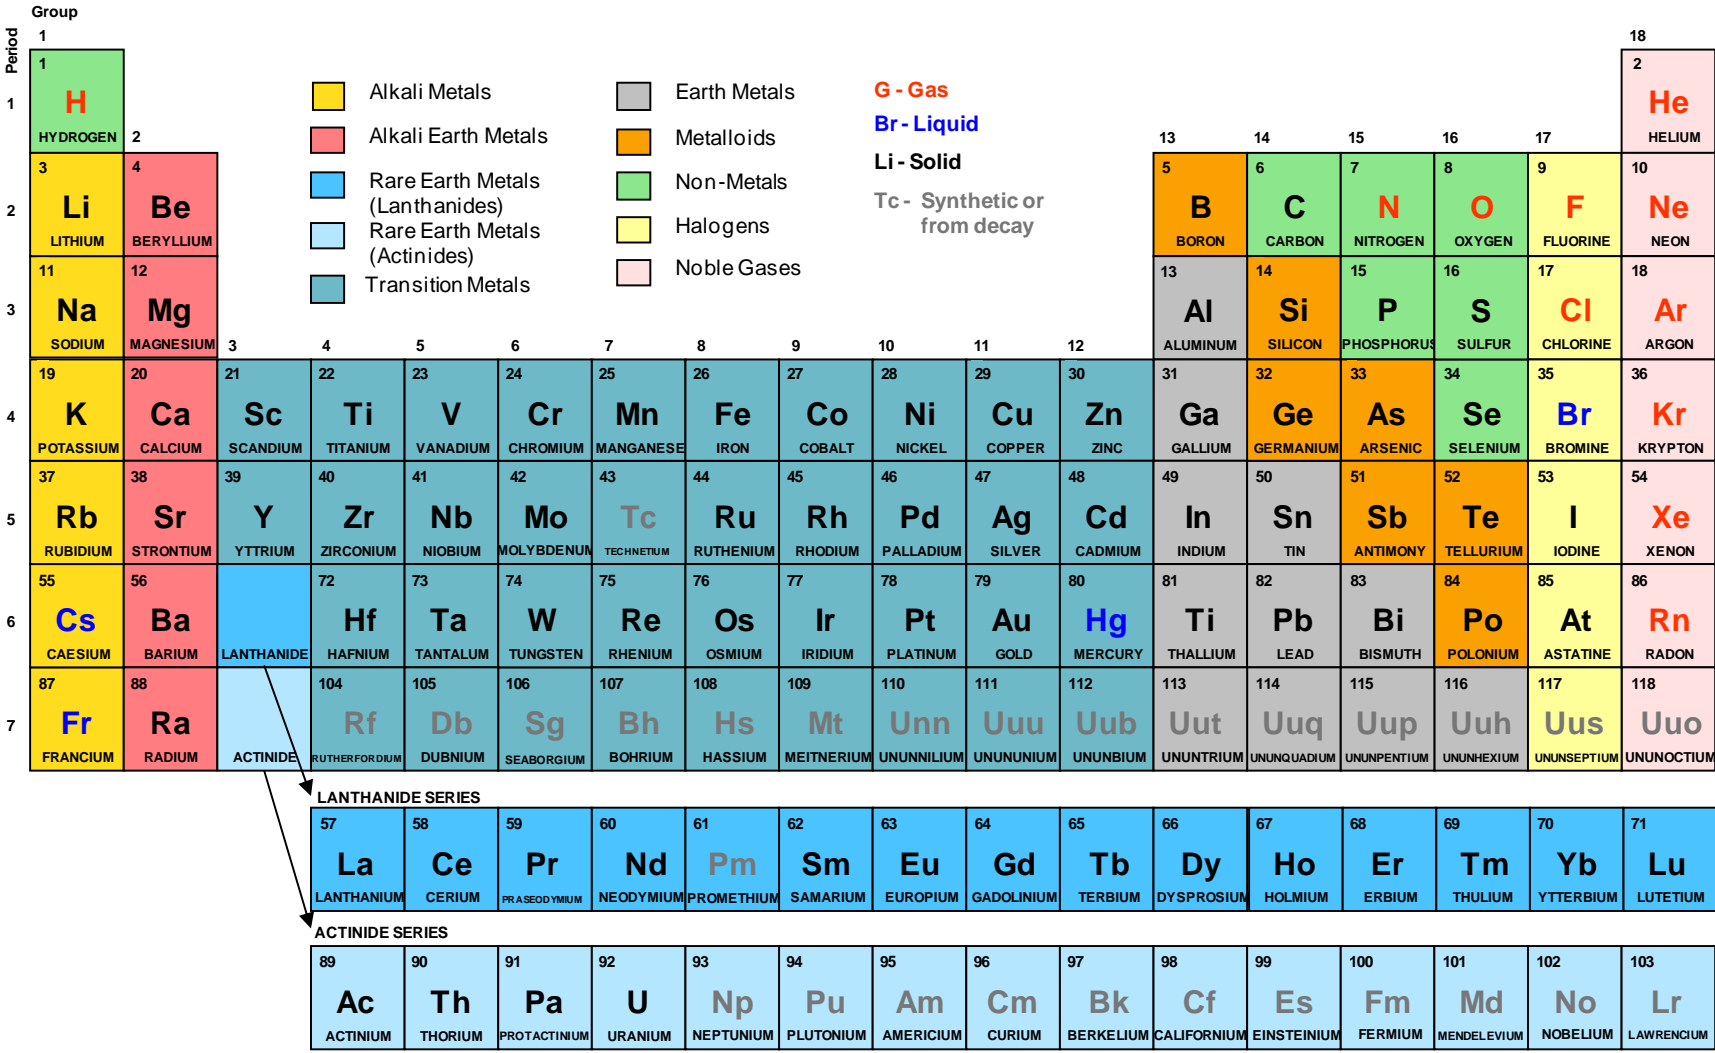 Group
Period
1
18
1
2
H
He
1
HYDROGEN
HELIUM
Alkali Metals
Alkali Earth Metals
Rare Earth Metals
(Lanthanides)
Rare Earth Metals
(Actinides)
Transition Metals
Earth Metals
Metalloids
Non-Metals
Halogens
Noble Gases
G - Gas
Br - Liquid
Li - Solid
Tc - Synthetic or
from decay
2 13 14 15 16 17
3 4 5 6 7 8 9 10
2 Li Be B C N O F Ne
LITHIUM BERYLLIUM BORON CARBON NITROGEN OXYGEN FLUORINE NEON
11 12 13 14 15 16 17 18
3 Na Mg Al Si P S Cl Ar
SODIUM MAGNESIUM ALUMINUM SILICON PHOSPHORUS SULFUR CHLORINE ARGON
3 4 5 6 7 8 9 10 11 12
19 20 21 22 23 24 25 26 27 28 29 30 31 32 33 34 35 36
4 K Ca Sc Ti V Cr Mn Fe Co Ni Cu Zn Ga Ge As Se Br Kr
POTASSIUM CALCIUM SCANDIUM TITANIUM VANADIUM CHROMIUM MANGANESE IRON COBALT NICKEL COPPER ZINC GALLIUM GERMANIUM ARSENIC SELENIUM BROMINE KRYPTON
37 38 39 40 41 42 43 44 45 46 47 48 49 50 51 52 53 54
5 Rb Sr Y Zr Nb Mo Tc Ru Rh Pd Ag Cd In Sn Sb Te I Xe
RUBIDIUM STRONTIUM YTTRIUM ZIRCONIUM NIOBIUM MOLYBDENUM TECHNETIUM RUTHENIUM RHODIUM PALLADIUM SILVER CADMIUM INDIUM TIN ANTIMONY TELLURIUM IODINE XENON
55 56 72 73 74 75 76 77 78 79 80 81 82 83 84 85 86
6 Cs Ba Hf Ta W Re Os Ir Pt Au Hg Ti Pb Bi Po At Rn
CAESIUM BARIUM LANTHANIDE HAFNIUM TANTALUM TUNGSTEN RHENIUM OSMIUM IRIDIUM PLATINUM GOLD MERCURY THALLIUM LEAD BISMUTH POLONIUM ASTATINE RADON
87 88 104 105 106 107 108 109 110 111 112 113 114 115 116 117 118
7 Fr Ra Rf Db Sg Bh Hs Mt Unn Uuu Uub Uut Uuq Uup Uuh Uus Uuo
FRANCIUM RADIUM ACTINIDE RUTHERFORDIUM DUBNIUM SEABORGIUM BOHRIUM HASSIUM MEITNERIUM UNUNNILIUM UNUNUNIUM UNUNBIUM UNUNTRIUM UNUNQUADIUM UNUNPENTIUM UNUNHEXIUM UNUNSEPTIUM UNUNOCTIUM
LANTHANIDE SERIES
57 58 59 60 61 62 63 64 65 66 67 68 69 70 71
La Ce Pr Nd Pm Sm Eu Gd Tb Dy Ho Er Tm Yb Lu
LANTHANIUM CERIUM PRASEODYMIUM NEODYMIUM PROMETHIUM SAMARIUM EUROPIUM GADOLINIUM TERBIUM DYSPROSIUM HOLMIUM ERBIUM THULIUM YTTERBIUM LUTETIUM
ACTINIDE SERIES
89 90 91 92 93 94 95 96 97 98 99 100 101 102 103
Ac Th Pa U Np Pu Am Cm Bk Cf Es Fm Md No Lr
ACTINIUM THORIUM PROTACTINIUM URANIUM NEPTUNIUM PLUTONIUM AMERICIUM CURIUM BERKELIUM CALIFORNIUM EINSTEINIUM FERMIUM MENDELEVIUM NOBELIUM LAWRENCIUM